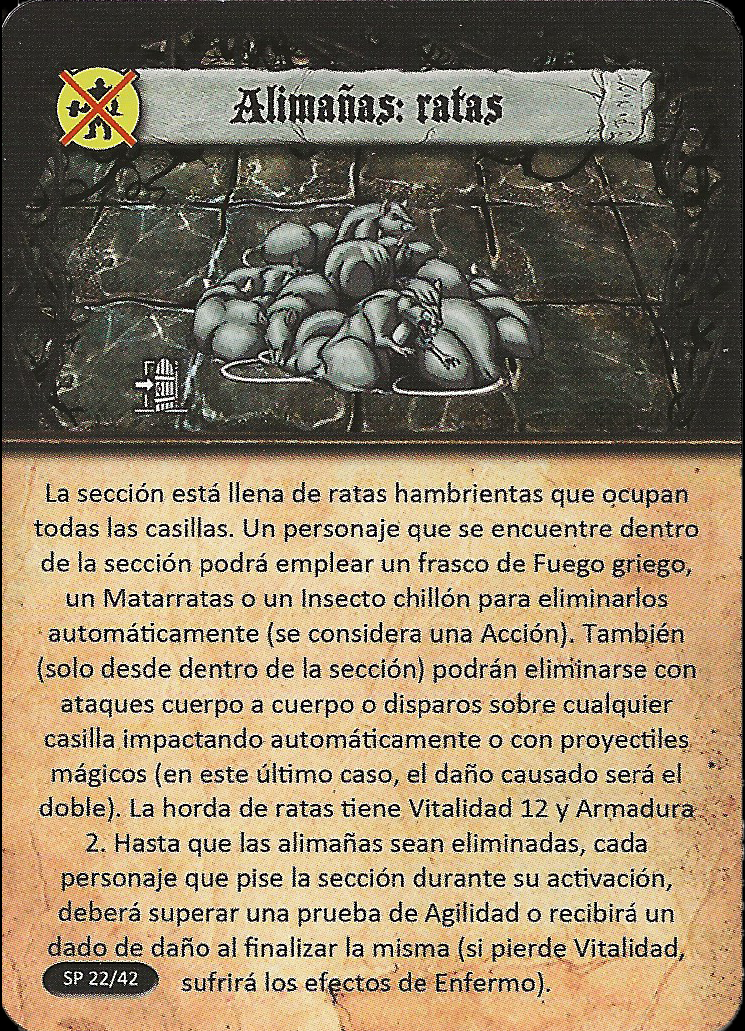 Alimañas: ratas
La sección está llena de ratas hambrientas que ocupan
todas las casillas. Un personaje que se encuentre dentro
de la sección podrá emplear un frasco de Fuego griego,
un Matarratas o un Insecto chillón para eliminarlos
automáticamente (se considera una Acción). También
(solo desde dentro de la sección) podrán eliminarse con
ataques cuerpo a cuerpo o disparos sobre cualquier
casilla impactando automáticamente o con proyectiles
mágicos (en este último caso, el daño causado será el
doble). La horda de ratas tiene Vitalidad 12 y Armadura
2. Hasta que las alimañas sean eliminadas, cada
personaje que pise la sección durante su activación,
deberá superar una prueba de Agilidad o recibirá un
dado de daño al finalizar la misma (si pierde Vitalidad,
sufrirá los efectos de Enfermo).
SP 22/42